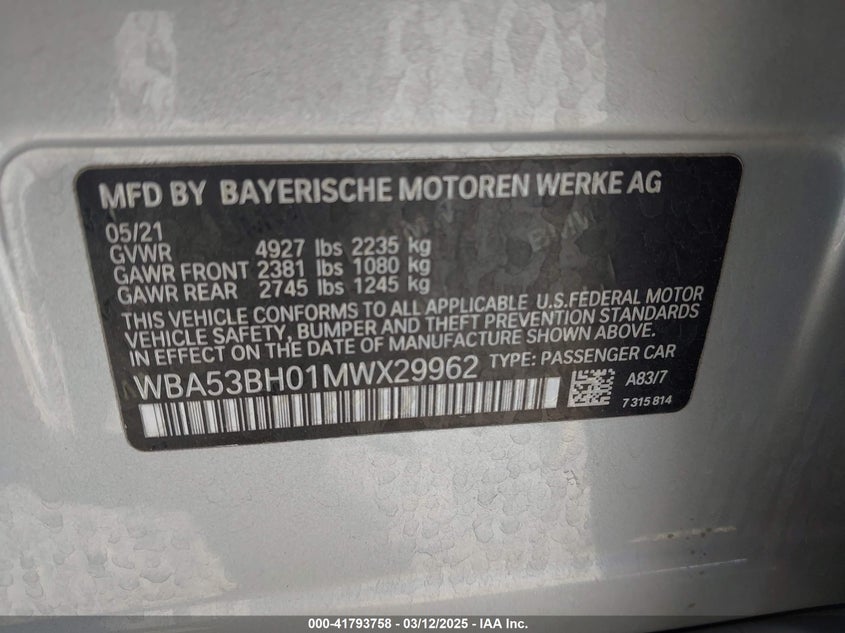 MFD BY BAYERISCHE MOTOREN WERKE AG
05/21
GVWR 4927 lbs 2235 kg
GAWR FRONT 2381 lbs 1080 kg
GAWR REAR 2745 lbs 1245 kg
THIS VEHICLE CONFORMS TO ALL APPLICABLE U.S.FEDERAL MOTOR
VEHICLE SAFETY, BUMPER AND THEFT PREVENTION STANDARDS
IN EFFECT ON THE DATE OF MANUFACTURE SHOWN ABOVE.
WBA53BH01MWX29962 TYPE: PASSENGER CAR
A83/7
7 315 814
000-41793758 - 03/12/2025 - IAA Inc.